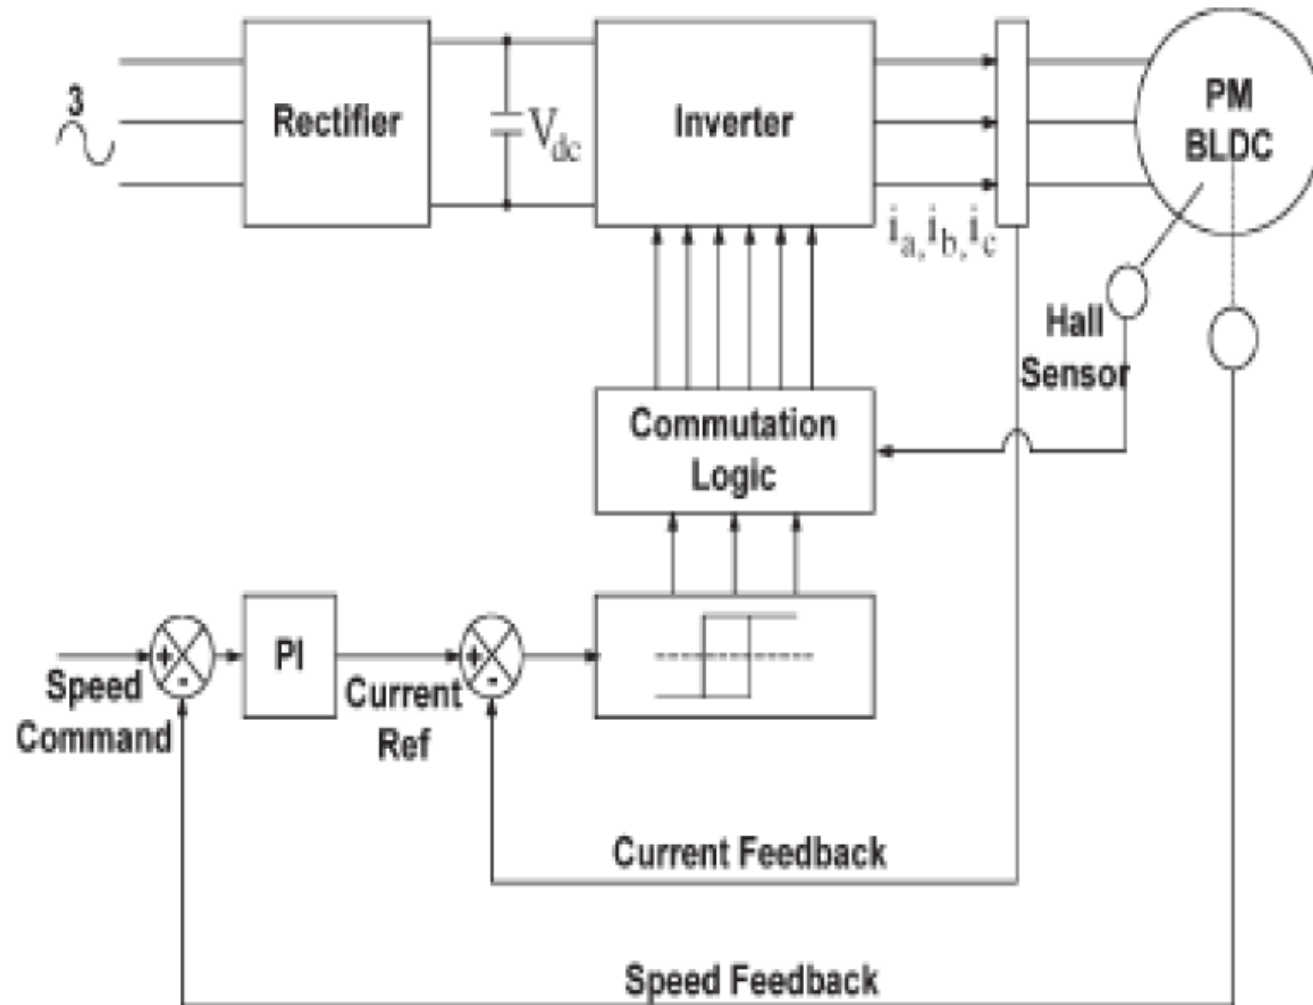 3
Rectifier
V_dc
Inverter
PM
BLDC
i_a, i_b, i_c
Hall
Sensor
Commutation
Logic
+
-
PI
+
-
Speed
Command
Current
Ref
Current Feedback
Speed Feedback